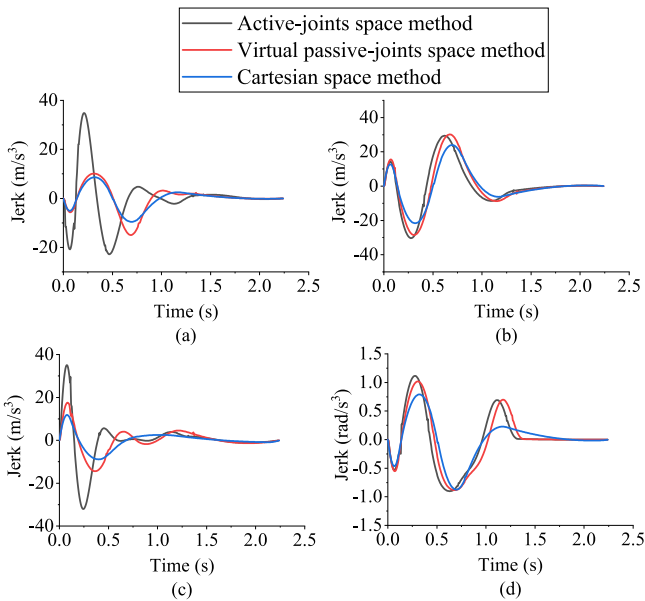 Active-joints space method
Virtual passive-joints space method
Cartesian space method
Jerk (m/s³)
40
20
0
-20
0.0 0.5 1.0 1.5 2.0 2.5
Time (s)
(a)
Jerk (m/s³)
40
20
0
-20
-40
0.0 0.5 1.0 1.5 2.0 2.5
Time (s)
(b)
Jerk (m/s³)
40
20
0
-20
-40
0.0 0.5 1.0 1.5 2.0 2.5
Time (s)
(c)
Jerk (rad/s³)
1.5
1.0
0.5
0.0
-0.5
-1.0
-1.5
0.0 0.5 1.0 1.5 2.0 2.5
Time (s)
(d)